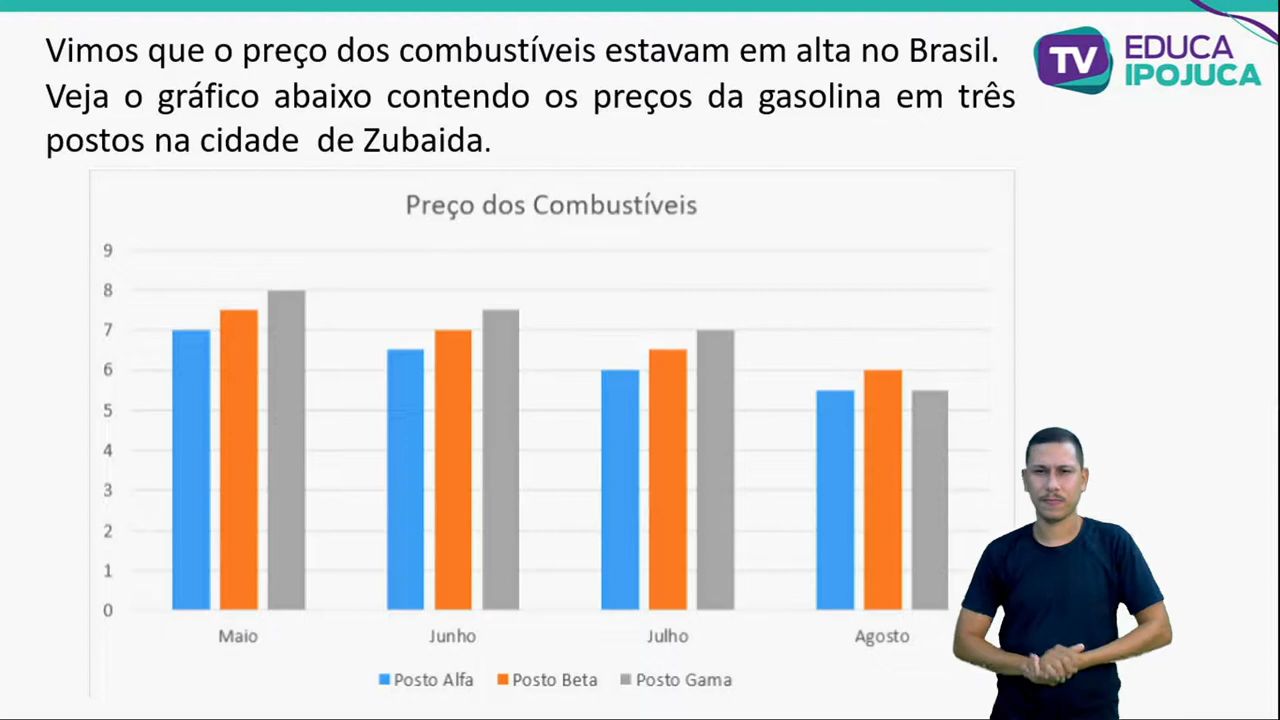 Vimos que o preço dos combustíveis estavam em alta no Brasil.
Veja o gráfico abaixo contendo os preços da gasolina em três
postos na cidade de Zubaida.
TV EDUCA
IPOJUCA
Preço dos Combustíveis
9
8
7
6
5
4
3
2
1
0
Maio Junho Julho Agosto
Posto Alfa Posto Beta Posto Gama